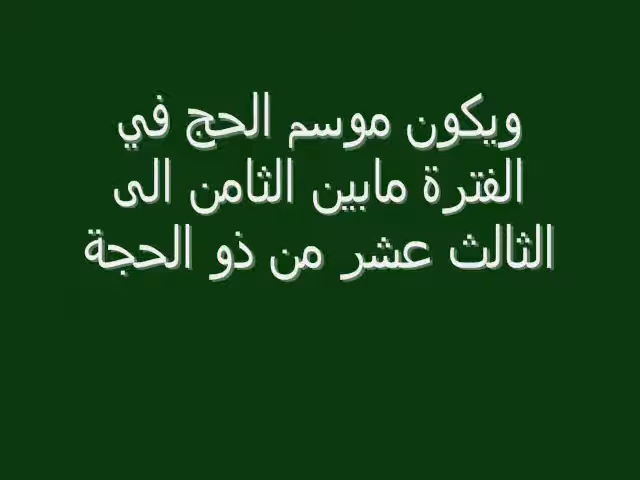 ويكون موسم الحج في
الفترة مابين الثامن الى
الثالث عشر من ذو الحجة